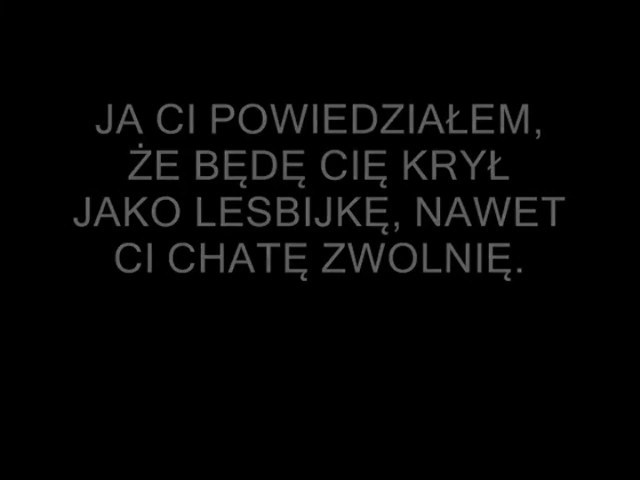 JA CI POWIEDZIAŁEM,
ŻE BĘDĘ CIĘ KRYŁ
JAKO LESBIJKĘ, NAWET
CI CHATĘ ZWOLNIĘ.